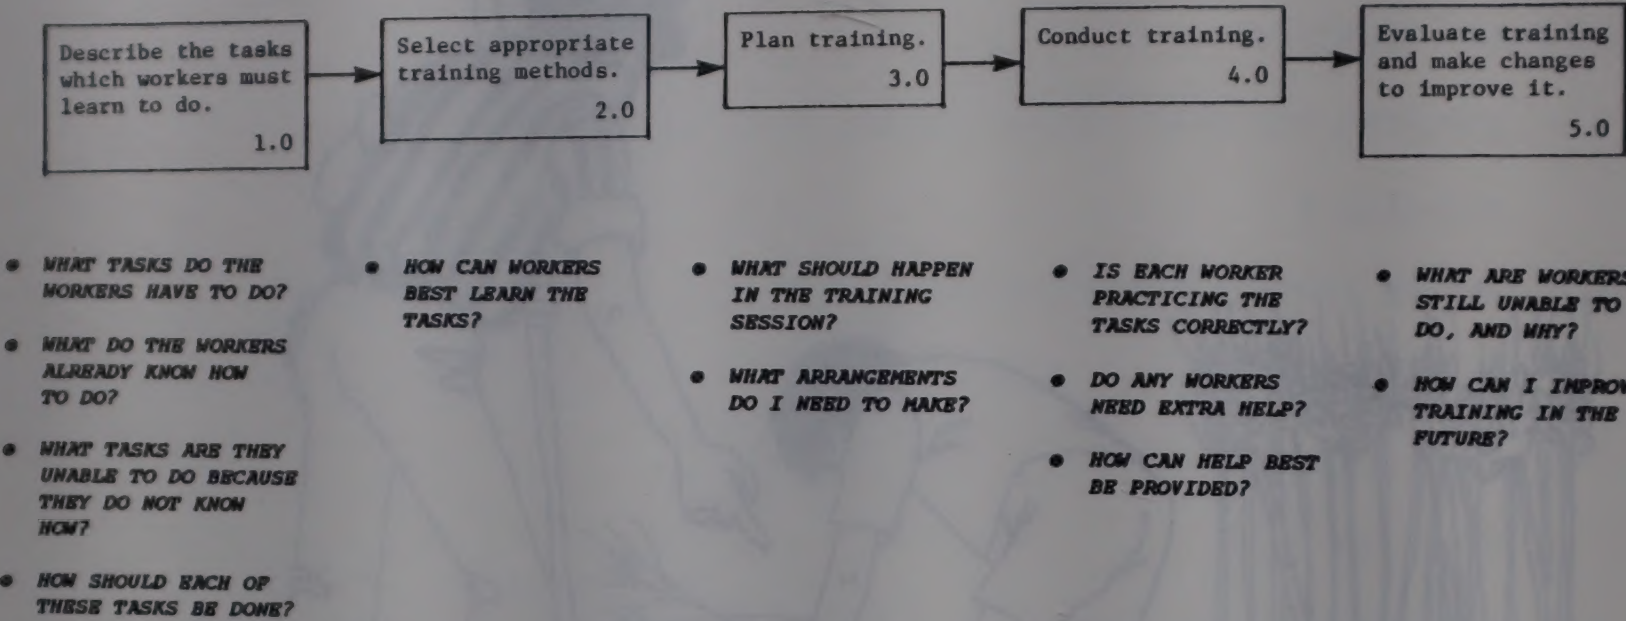 Describe the tasks
which workers must
learn to do.
1.0
Select appropriate
training methods.
2.0
Plan training.
3.0
Conduct training.
4.0
Evaluate training
and make changes
to improve it.
5.0
• WHAT TASKS DO THE
WORKERS HAVE TO DO?
• WHAT DO THE WORKERS
ALREADY KNOW HOW
TO DO?
• WHAT TASKS ARE THEY
UNABLE TO DO BECAUSE
THEY DO NOT KNOW
HOW?
• HOW SHOULD EACH OF
THESE TASKS BE DONE?
• HOW CAN WORKERS
BEST LEARN THE
TASKS?
• WHAT SHOULD HAPPEN
IN THE TRAINING
SESSION?
• WHAT ARRANGEMENTS
DO I NEED TO MAKE?
• IS EACH WORKER
PRACTICING THE
TASKS CORRECTLY?
• DO ANY WORKERS
NEED EXTRA HELP?
• HOW CAN HELP BEST
BE PROVIDED?
• WHAT ARE WORKERS
STILL UNABLE TO
DO, AND WHY?
• HOW CAN I IMPROV
TRAINING IN THE
FUTURE?